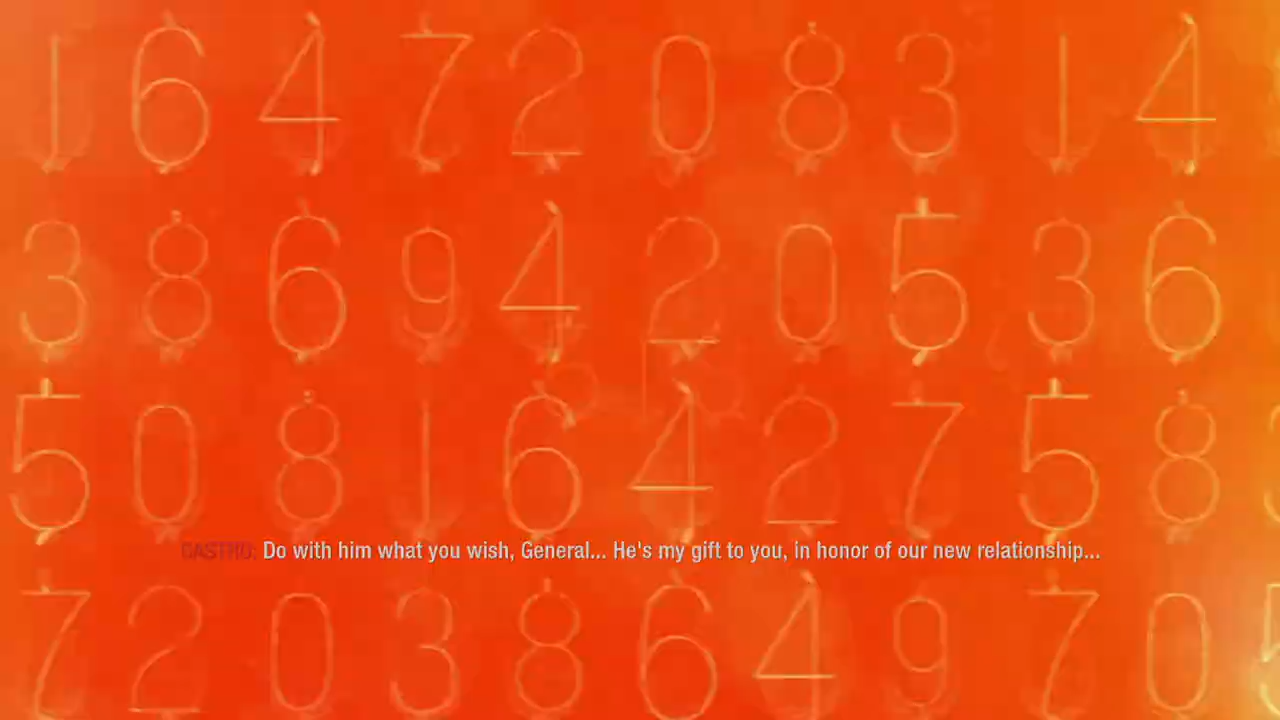 1 6 4 7 2 0 8 3 1 4
3 8 6 9 4 2 0 5 3 6
5 0 8 1 6 4 2 7 5 8
CASTRO: Do with him what you wish, General... He's my gift to you, in honor of our new relationship...
7 2 0 3 8 6 4 9 7 0 5